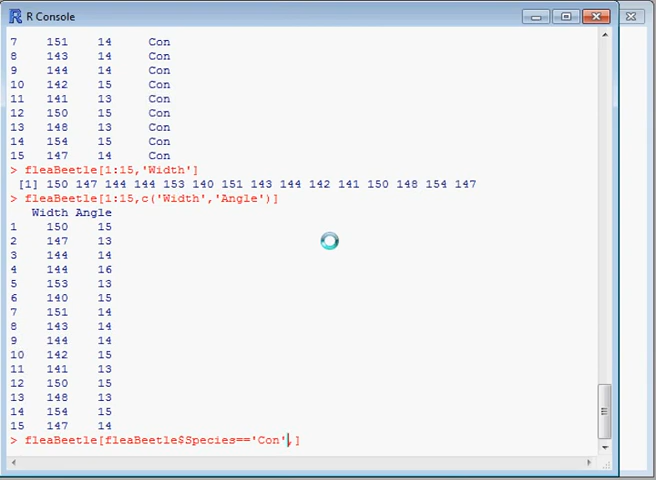 R Console
7 151 14 Con
8 143 14 Con
9 144 14 Con
10 142 15 Con
11 141 13 Con
12 150 15 Con
13 148 13 Con
14 154 15 Con
15 147 14 Con
> fleaBeetle[1:15,'Width']
[1] 150 147 144 144 153 140 151 143 144 142 141 150 148 154 147
> fleaBeetle[1:15,c('Width','Angle')]
Width Angle
1 150 15
2 147 13
3 144 14
4 144 16
5 153 13
6 140 15
7 151 14
8 143 14
9 144 14
10 142 15
11 141 13
12 150 15
13 148 13
14 154 15
15 147 14
> fleaBeetle[fleaBeetle$Species=='Con',]